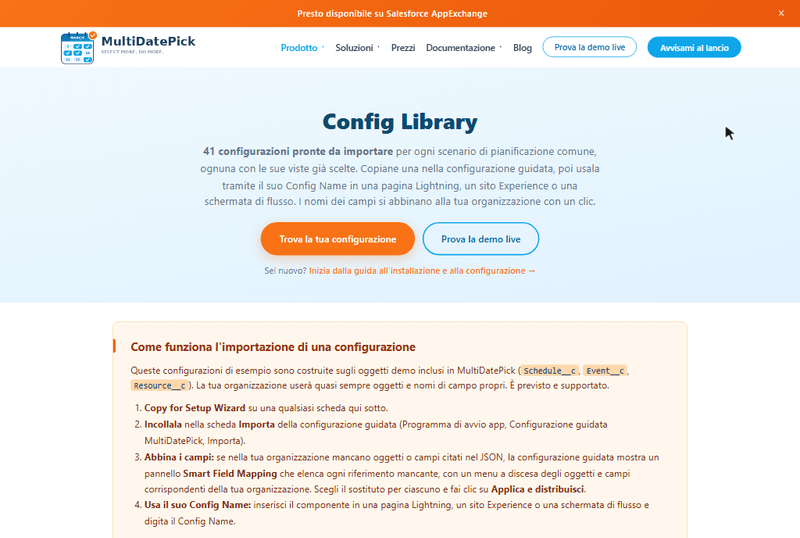 Presto disponibile su Salesforce AppExchange
×
MultiDatePick
SELECT MORE. DO MORE.
Prodotto
Soluzioni
Prezzi
Documentazione
Blog
Prova la demo live
Avvisami al lancio
Config Library
41 configurazioni pronte da importare per ogni scenario di pianificazione comune,
ognuna con le sue viste già scelte. Copiane una nella configurazione guidata, poi usala
tramite il suo Config Name in una pagina Lightning, un sito Experience o una
schermata di flusso. I nomi dei campi si abbinano alla tua organizzazione con un clic.
Trova la tua configurazione
Prova la demo live
Sei nuovo? Inizia dalla guida all'installazione e alla configurazione →
Come funziona l'importazione di una configurazione
Queste configurazioni di esempio sono costruite sugli oggetti demo inclusi in MultiDatePick (Schedule__c, Event__c,
Resource__c). La tua organizzazione userà quasi sempre oggetti e nomi di campo propri. È previsto e supportato.
1. Copy for Setup Wizard su una qualsiasi scheda qui sotto.
2. Incollala nella scheda Importa della configurazione guidata (Programma di avvio app, Configurazione guidata
MultiDatePick, Importa).
3. Abbina i campi: se nella tua organizzazione mancano oggetti o campi citati nel JSON, la configurazione guidata mostra un
pannello Smart Field Mapping che elenca ogni riferimento mancante, con un menu a discesa degli oggetti e campi
corrispondenti della tua organizzazione. Scegli il sostituto per ciascuno e fai clic su Applica e distribuisci.
4. Usa il suo Config Name: inserisci il componente in una pagina Lightning, un sito Experience o una schermata di flusso e
digita il Config Name.